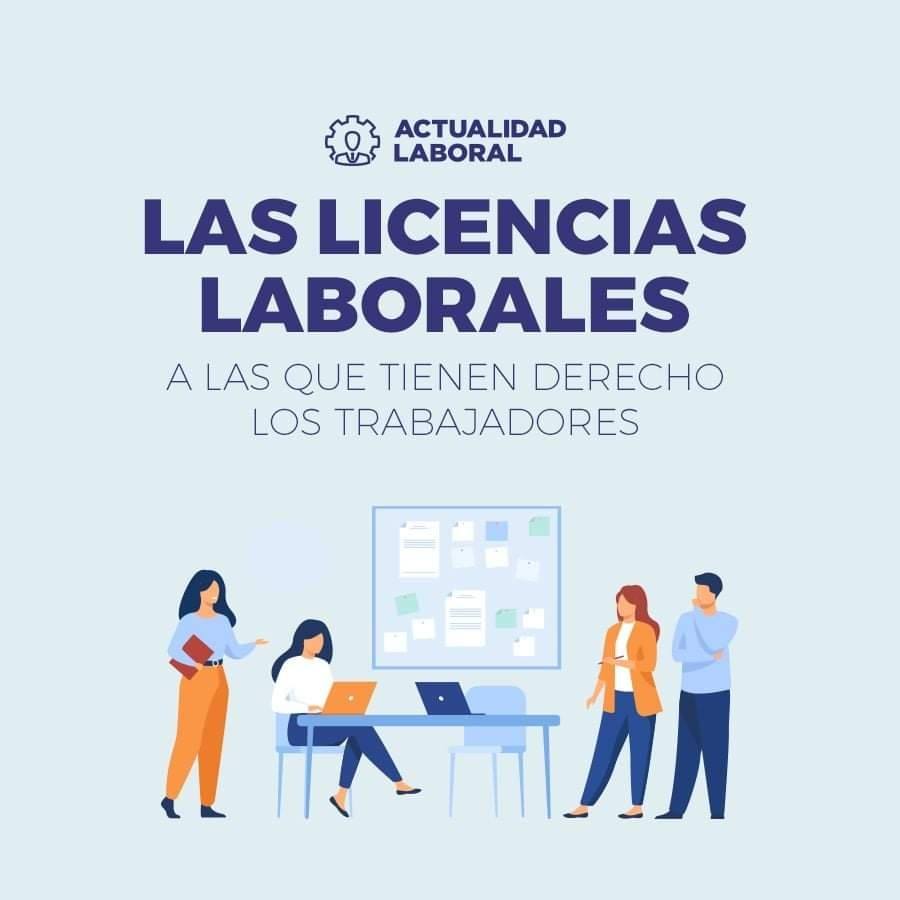 ACTUALIDAD
LABORAL
LAS LICENCIAS
LABORALES
A LAS QUE TIENEN DERECHO
LOS TRABAJADORES